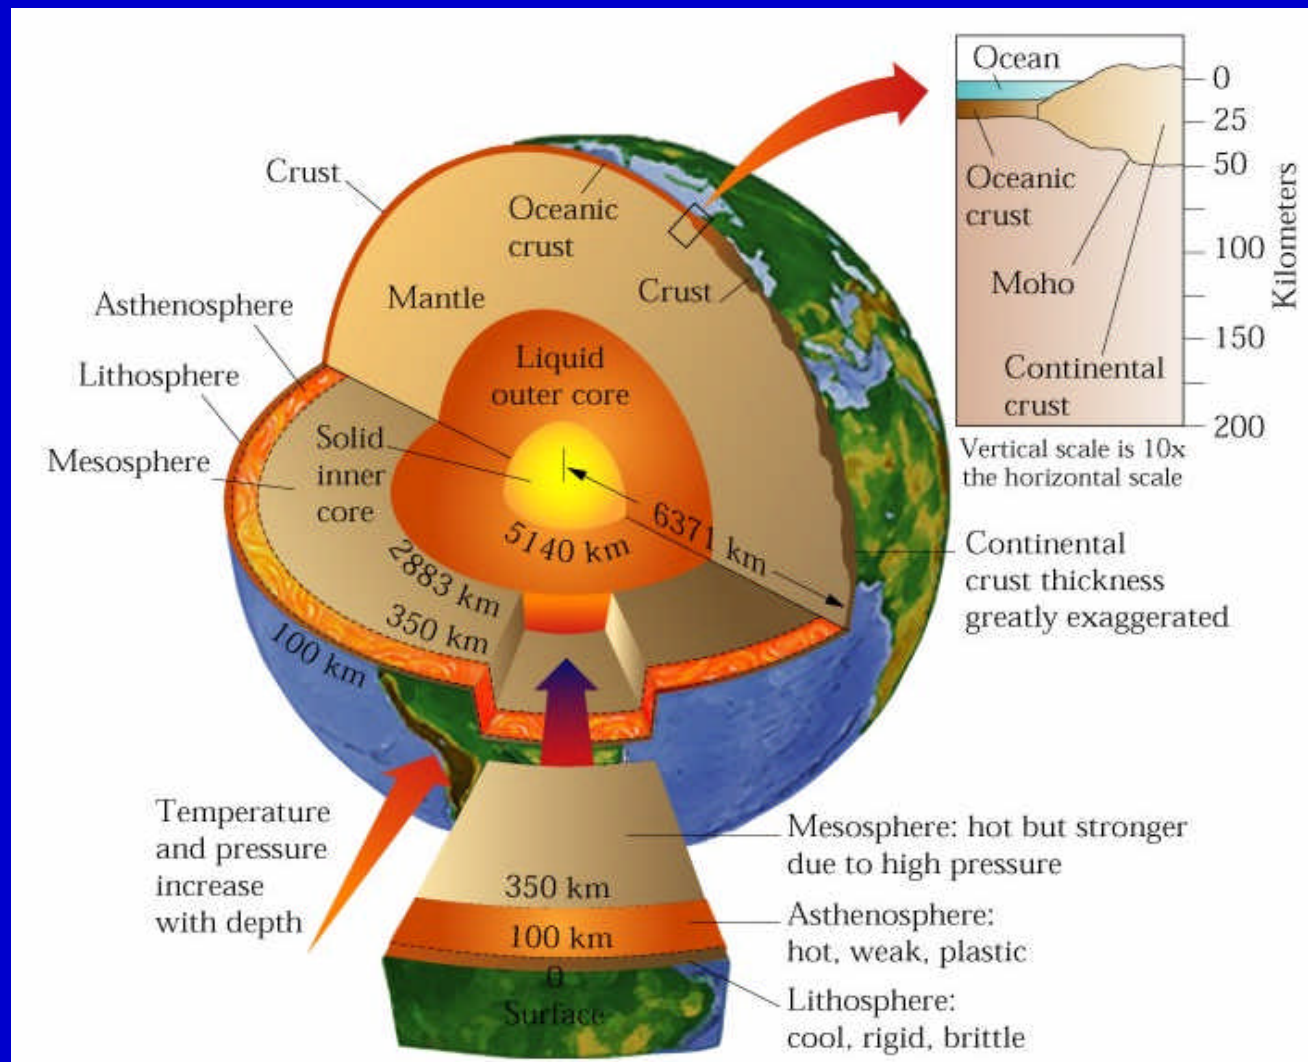 Ocean
0
25
50
100
150
200
Kilometers
Oceanic
crust
Moho
Continental
crust
Vertical scale is 10x
the horizontal scale
Crust
Oceanic
crust
Mantle
Crust
Asthenosphere
Lithosphere
Mesosphere
Liquid
outer core
Solid
inner
core
6371 km
5140 km
2883 km
350 km
100 km
Continental
crust thickness
greatly exaggerated
Temperature
and pressure
increase
with depth
350 km
100 km
0
Surface
Mesosphere: hot but stronger
due to high pressure
Asthenosphere:
hot, weak, plastic
Lithosphere:
cool, rigid, brittle